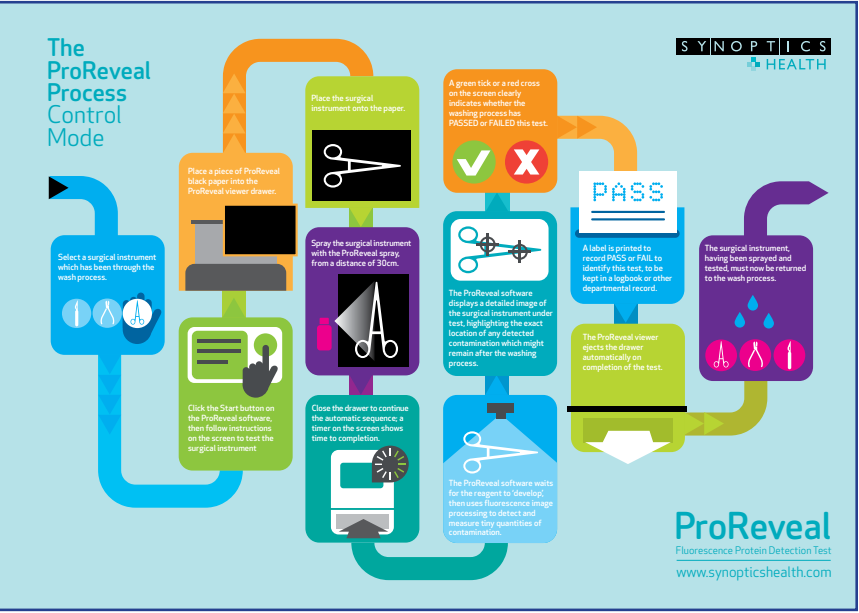 The
ProReveal
Process
Control
Mode
SYNOPTICS
HEALTH
Select a surgical instrument
which has been through the
wash process.
Click the Start button on
the ProReveal software,
then follow instructions
on the screen to test the
surgical instrument
Place a piece of ProReveal
black paper into the
ProReveal viewer drawer.
Place the surgical
instrument onto the paper.
Spray the surgical instrument
with the ProReveal spray,
from a distance of 30cm.
Close the drawer to continue
the automatic sequence; a
timer on the screen shows
time to completion.
The ProReveal software waits
for the reagent to ‘develop’,
then uses fluorescence image
processing to detect and
measure tiny quantities of
contamination.
The ProReveal software
displays a detailed image of
the surgical instrument under
test, highlighting the exact
location of any detected
contamination which might
remain after the washing
process.
A green tick or a red cross
on the screen clearly
indicates whether the
washing process has
PASSED or FAILED this test.
PASS
A label is printed to
record PASS or FAIL to
identify this test, to be
kept in a logbook or other
departmental record.
The ProReveal viewer
ejects the drawer
automatically on
completion of the test.
The surgical instrument,
having been sprayed and
tested, must now be returned
to the wash process.
ProReveal
Fluorescence Protein Detection Test
www.synopticshealth.com